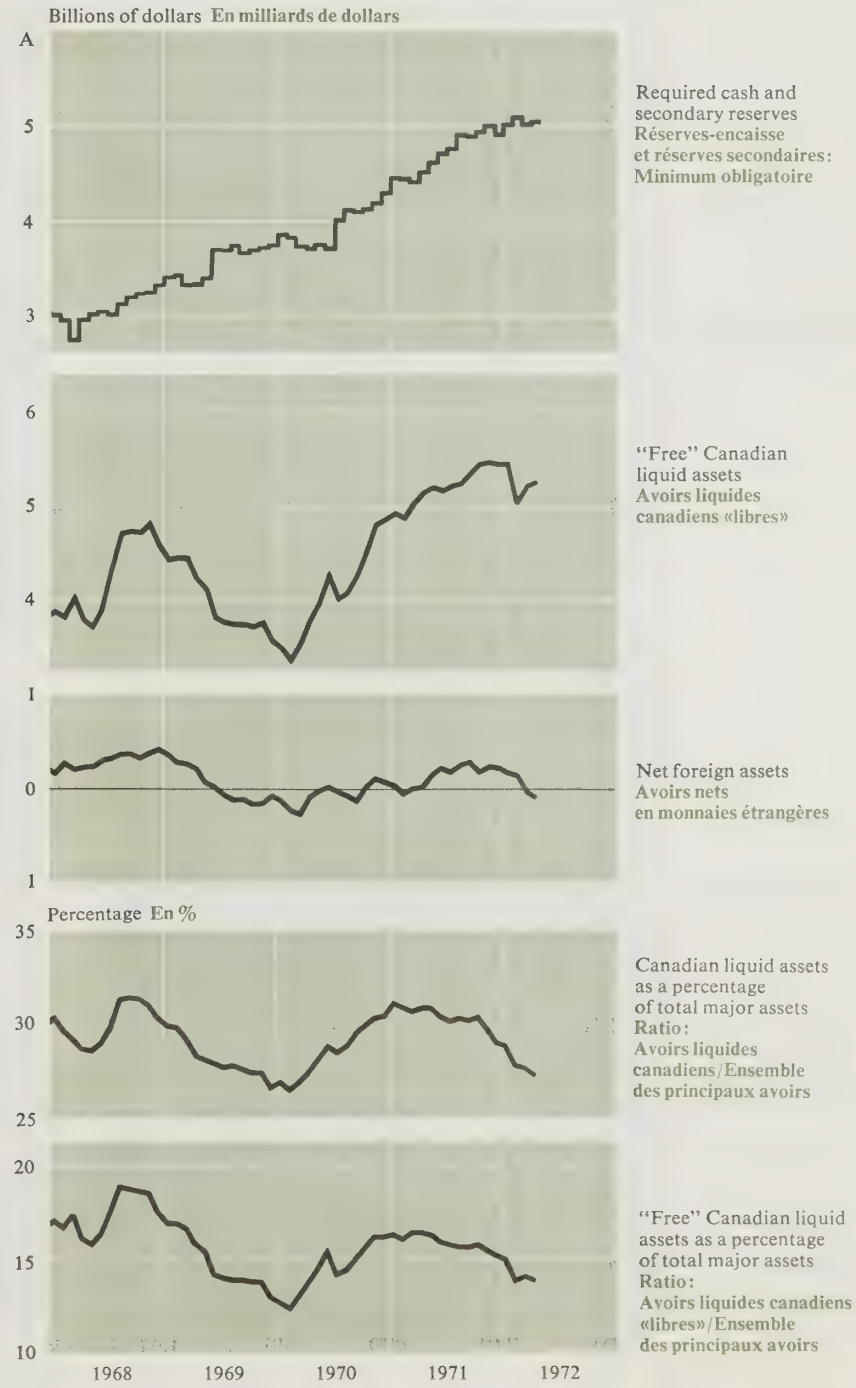 Billions of dollars En milliards de dollars
A
5
4
3
Required cash and
secondary reserves
Réserves-encaisse
et réserves secondaires:
Minimum obligatoire
6
5
4
"Free" Canadian
liquid assets
Avoirs liquides
canadiens «libres»
1
0
1
Net foreign assets
Avoirs nets
en monnaies étrangères
Percentage En %
35
30
25
Canadian liquid assets
as a percentage
of total major assets
Ratio:
Avoirs liquides
canadiens/Ensemble
des principaux avoirs
20
15
10
"Free" Canadian liquid
assets as a percentage
of total major assets
Ratio:
Avoirs liquides canadiens
«libres»/Ensemble
des principaux avoirs
1968 1969 1970 1971 1972